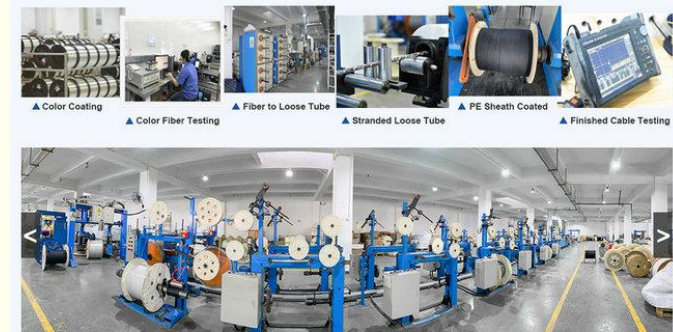 Color Coating
Color Fiber Testing
Fiber to Loose Tube
Stranded Loose Tube
PE Sheath Coated
Finished Cable Testing